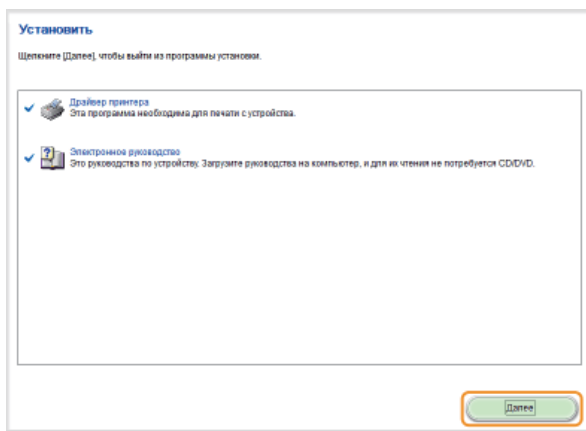 Установить
Щелкните [Далее], чтобы выйти из программы установки.
Драйвер принтера
Эта программа необходима для печати с устройства.
Электронное руководство
Это руководства по устройству. Загрузите руководства на компьютер, и для их чтения не потребуется CD/DVD.
Далее